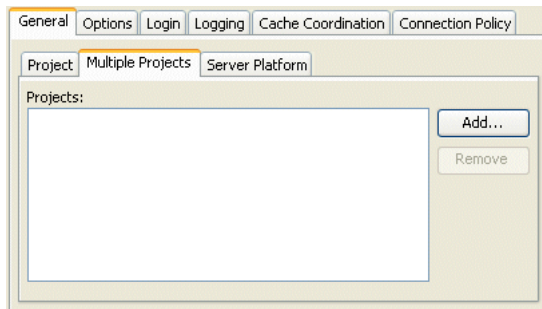 General Options Login Logging Cache Coordination Connection Policy
Project Multiple Projects Server Platform
Projects:
Add...
Remove